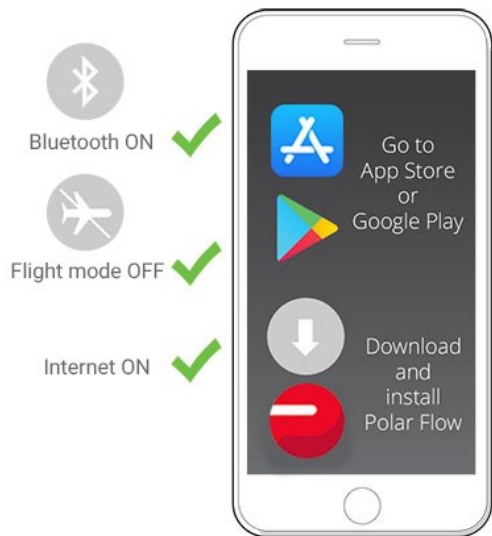 Bluetooth ON
Flight mode OFF
Internet ON
Go to
App Store
or
Google Play
Download
and
install
Polar Flow